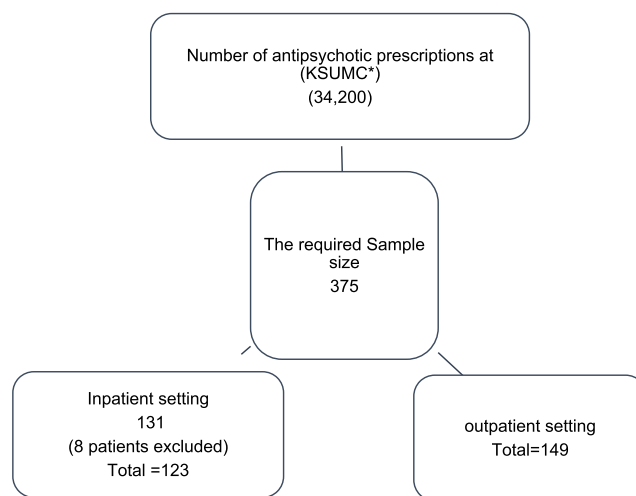 Number of antipsychotic prescriptions at
(KSUMC*)
(34,200)
The required Sample
size
375
Inpatient setting
131
(8 patients excluded)
Total =123
outpatient setting
Total=149